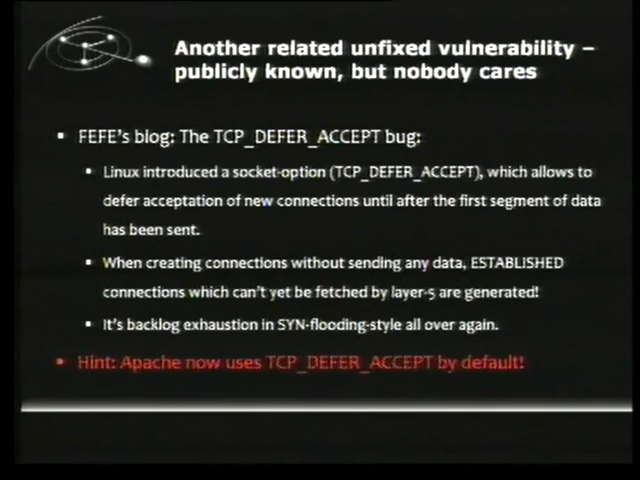 Another related unfixed vulnerability –
publicly known, but nobody cares
▪ FEFE's blog: The TCP_DEFER_ACCEPT bug:
▪ Linux introduced a socket-option (TCP_DEFER_ACCEPT), which allows to
defer acceptation of new connections until after the first segment of data
has been sent.
▪ When creating connections without sending any data, ESTABLISHED
connections which can't yet be fetched by layer-5 are generated!
▪ It's backlog exhaustion in SYN-flooding-style all over again.
▪ Hint: Apache now uses TCP_DEFER_ACCEPT by default!